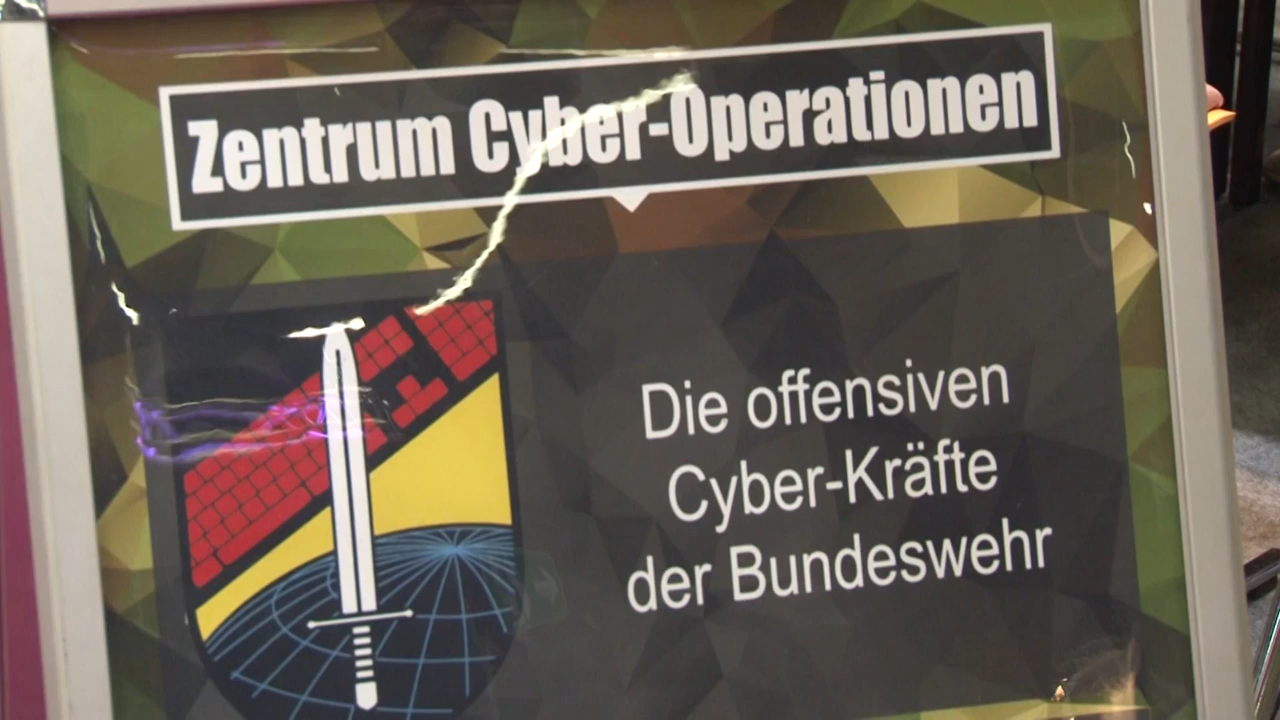 Zentrum Cyber-Operationen
Die offensiven
Cyber-Kräfte
der Bundeswehr